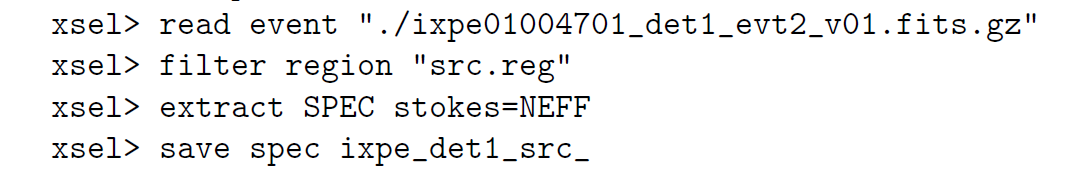 xsel> read event "./ixpe01004701_det1_evt2_v01.fits.gz"
xsel> filter region "src.reg"
xsel> extract SPEC stokes=NEFF
xsel> save spec ixpe_det1_src_